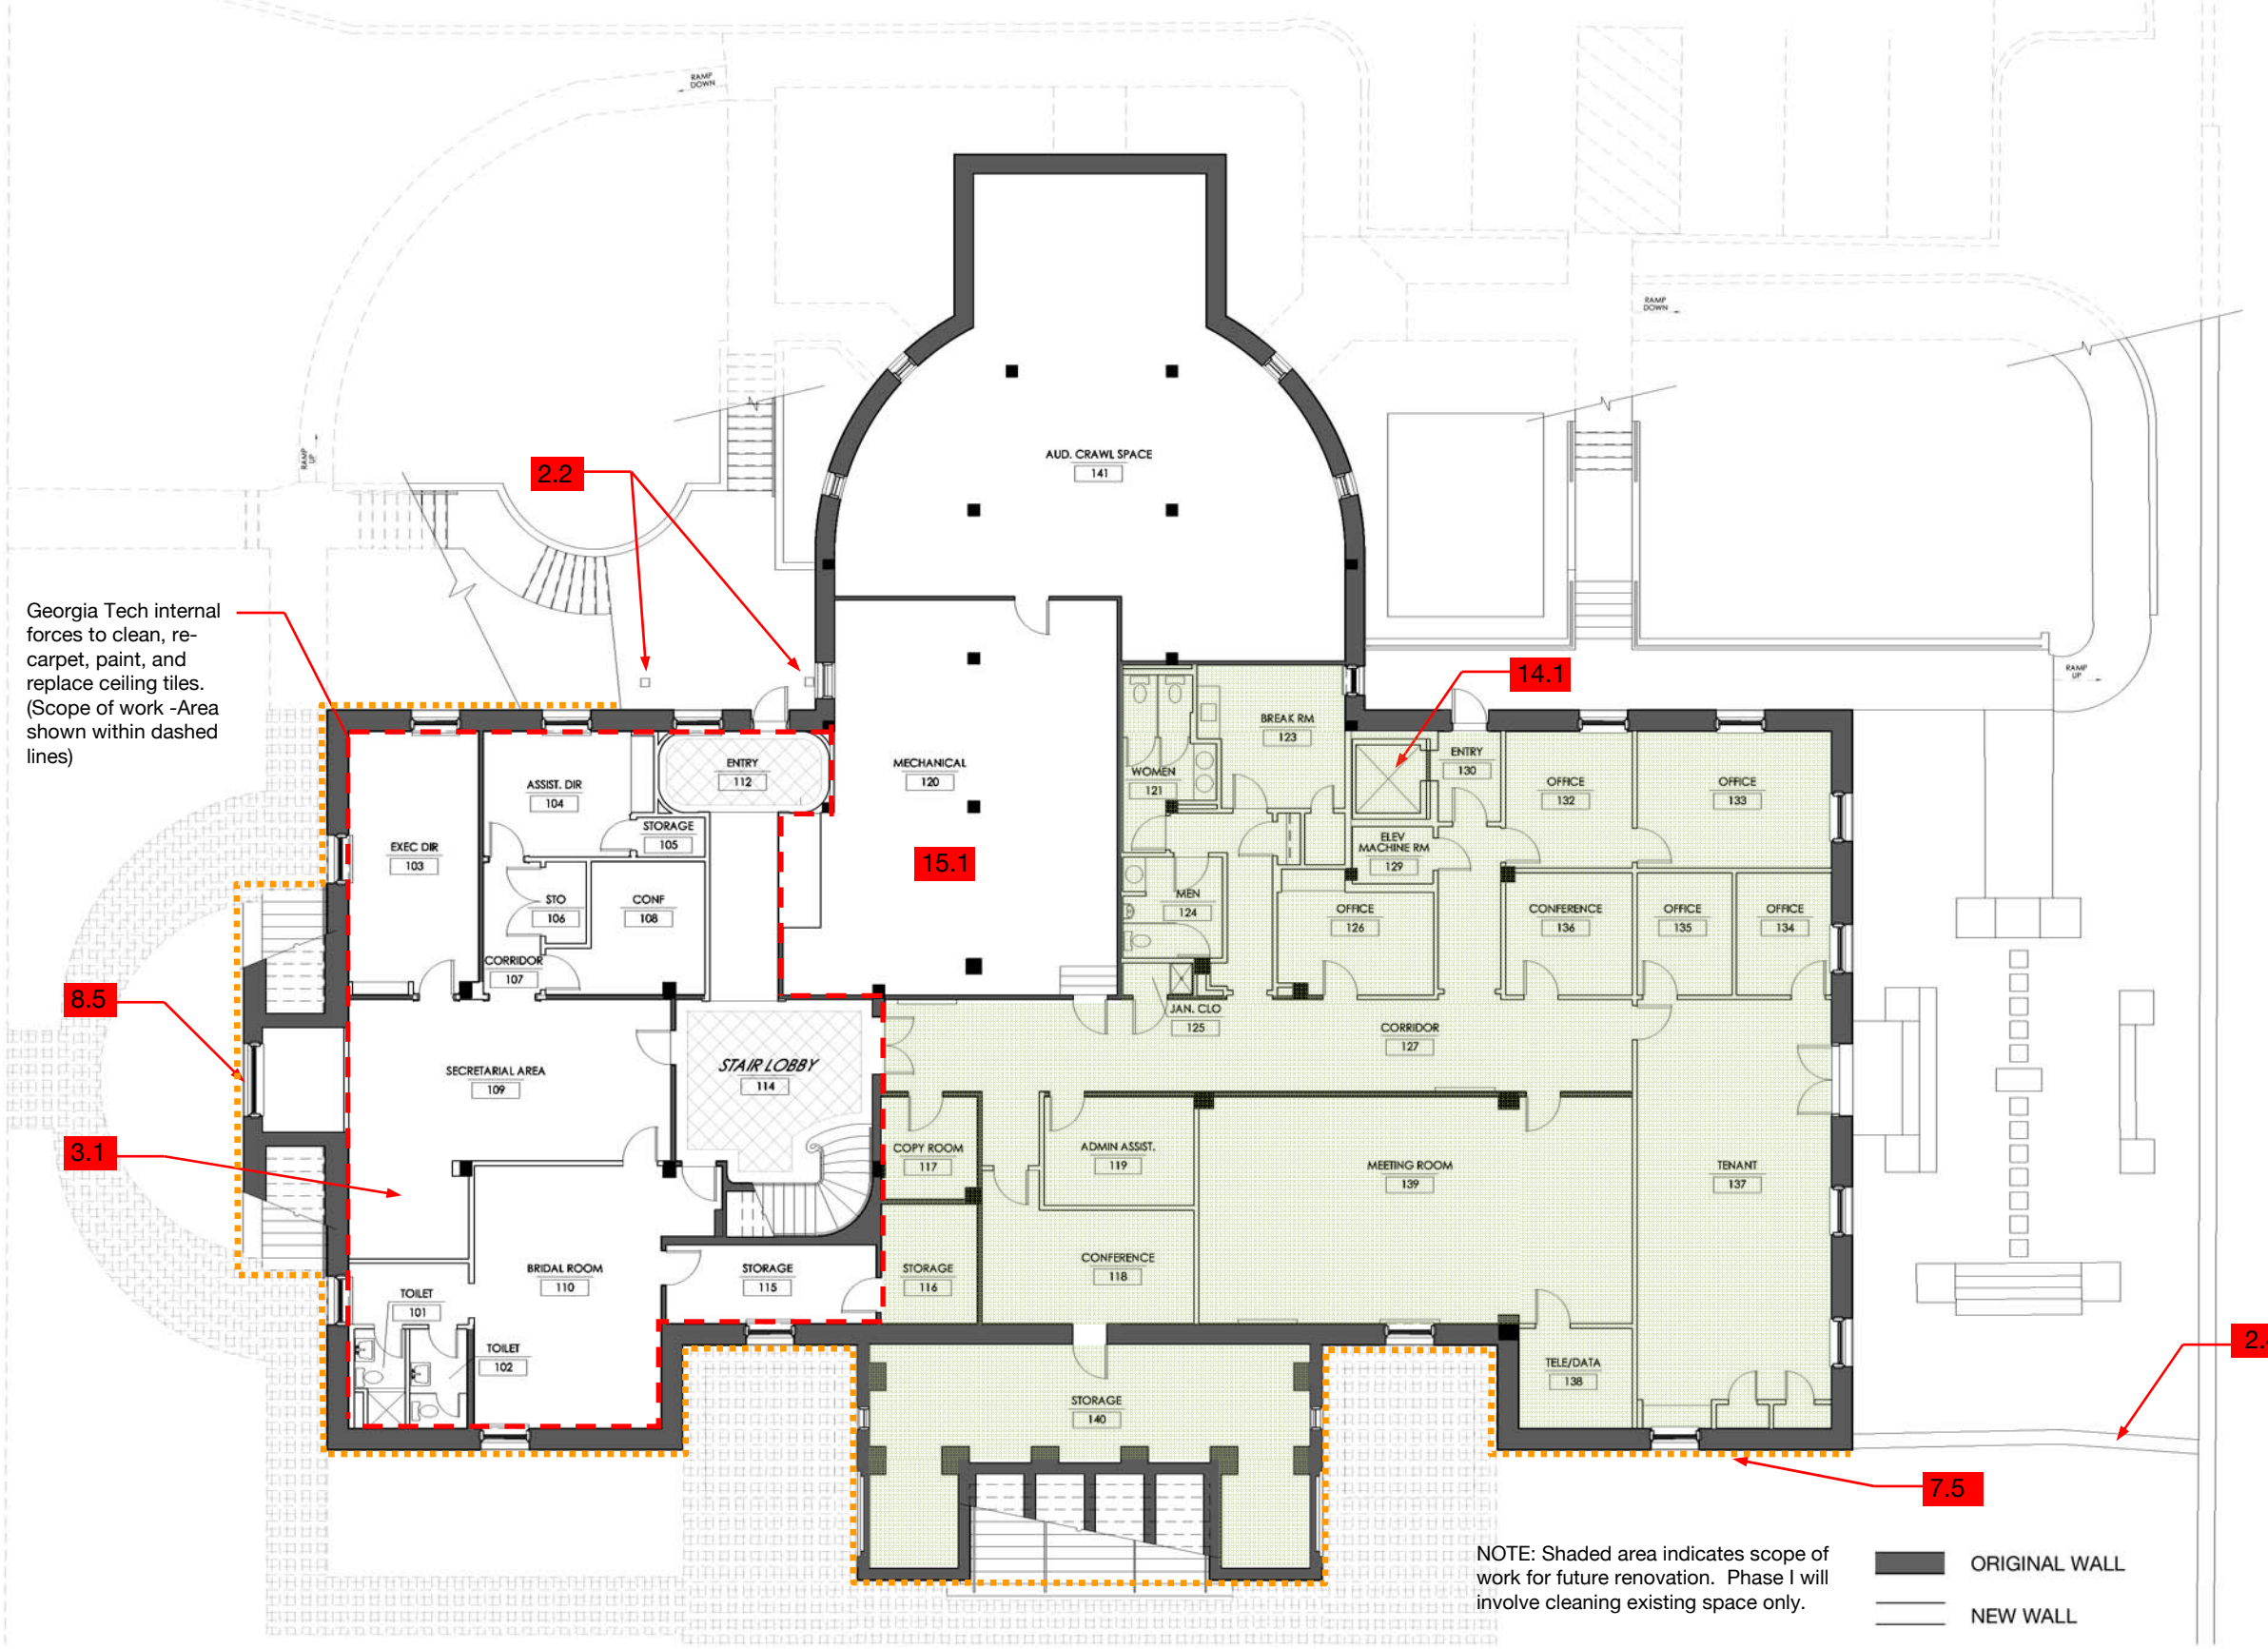 RAMP
DOWN
RAMP
DOWN
RAMP
UP
2.2
AUD. CRAWL SPACE
141
Georgia Tech internal
forces to clean, re-
carpet, paint, and
replace ceiling tiles.
(Scope of work -Area
shown within dashed
lines)
RAMP
UP
14.1
BREAK RM
123
ENTRY
112
MECHANICAL
120
WOMEN
121
ENTRY
130
ASSIST. DIR
104
OFFICE
132
OFFICE
133
STORAGE
105
EXEC DIR
103
ELEV
MACHINE RM
129
15.1
STO
106
CONF
108
MEN
124
OFFICE
126
CONFERENCE
136
OFFICE
135
OFFICE
134
CORRIDOR
107
8.5
JAN. CLO
125
CORRIDOR
127
SECRETARIAL AREA
109
STAIR LOBBY
114
3.1
COPY ROOM
117
ADMIN ASSIST.
119
MEETING ROOM
139
TENANT
137
BRIDAL ROOM
110
STORAGE
115
STORAGE
116
CONFERENCE
118
TOILET
101
TOILET
102
TELE/DATA
138
STORAGE
140
7.5
NOTE: Shaded area indicates scope of
work for future renovation.  Phase I will
involve cleaning existing space only.
ORIGINAL WALL
NEW WALL